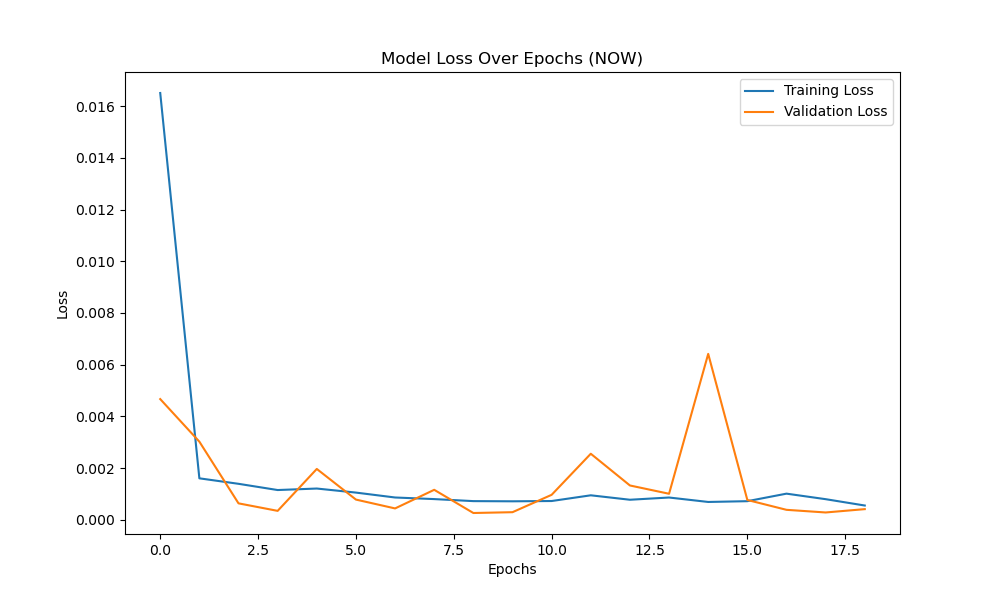 Model Loss Over Epochs (NOW)
Training Loss
Validation Loss
0.016
0.014
0.012
0.010
0.008
0.006
0.004
0.002
0.000
Loss
0.0 2.5 5.0 7.5 10.0 12.5 15.0 17.5
Epochs